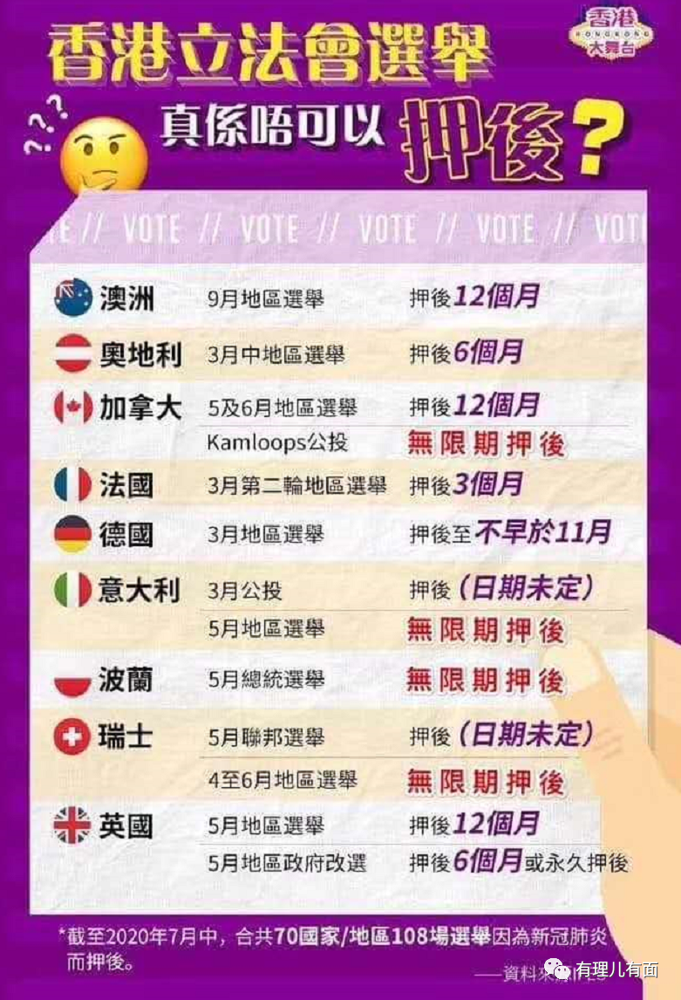 香港
HONGKONG
大舞台
香港立法會選舉
???
真係唔可以押後?
TE // VOTE // VOTE // VOTE // VOTE // VOT
澳洲 9月地區選舉 押後12個月
奧地利 3月中地區選舉 押後6個月
加拿大 5及6月地區選舉 押後12個月
Kamloops公投 無限期押後
法國 3月第二輪地區選舉 押後3個月
德國 3月地區選舉 押後至不早於11月
意大利 3月公投 押後(日期未定)
5月地區選舉 無限期押後
波蘭 5月總統選舉 無限期押後
瑞士 5月聯邦選舉 押後(日期未定)
4至6月地區選舉 無限期押後
英國 5月地區選舉 押後12個月
5月地區政府改選 押後6個月或永久押後
*截至2020年7月中，合共70國家/地區108場選舉因為新冠肺炎
而押後。
——資料來源
有理儿有面